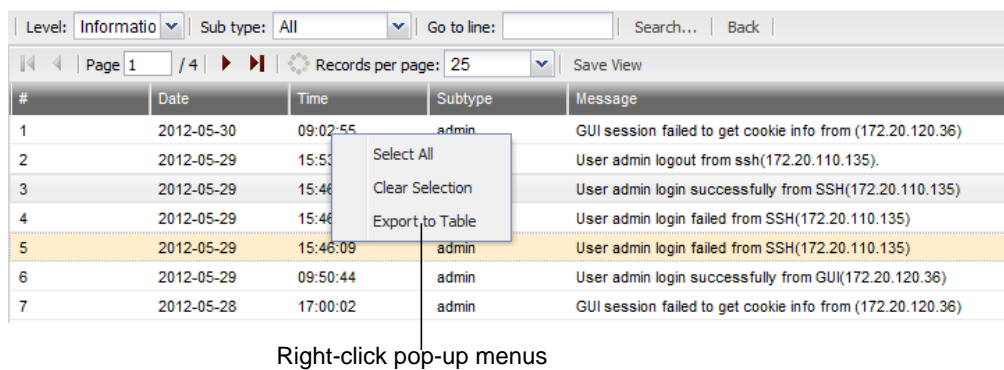 Level: Informatio Sub type: All Go to line: Search... Back
Page 1 / 4 Records per page: 25 Save View
# Date Time Subtype Message
1 2012-05-30 09:02:55 admin GUI session failed to get cookie info from (172.20.120.36)
2 2012-05-29 15:53 User admin logout from ssh(172.20.110.135).
Select All
3 2012-05-29 15:46 User admin login successfully from SSH(172.20.110.135)
Clear Selection
4 2012-05-29 15:46 User admin login failed from SSH(172.20.110.135)
Export to Table
5 2012-05-29 15:46:09 admin User admin login failed from SSH(172.20.110.135)
6 2012-05-29 09:50:44 admin User admin login successfully from GUI(172.20.120.36)
7 2012-05-28 17:00:02 admin GUI session failed to get cookie info from (172.20.120.36)
Right-click pop-up menus